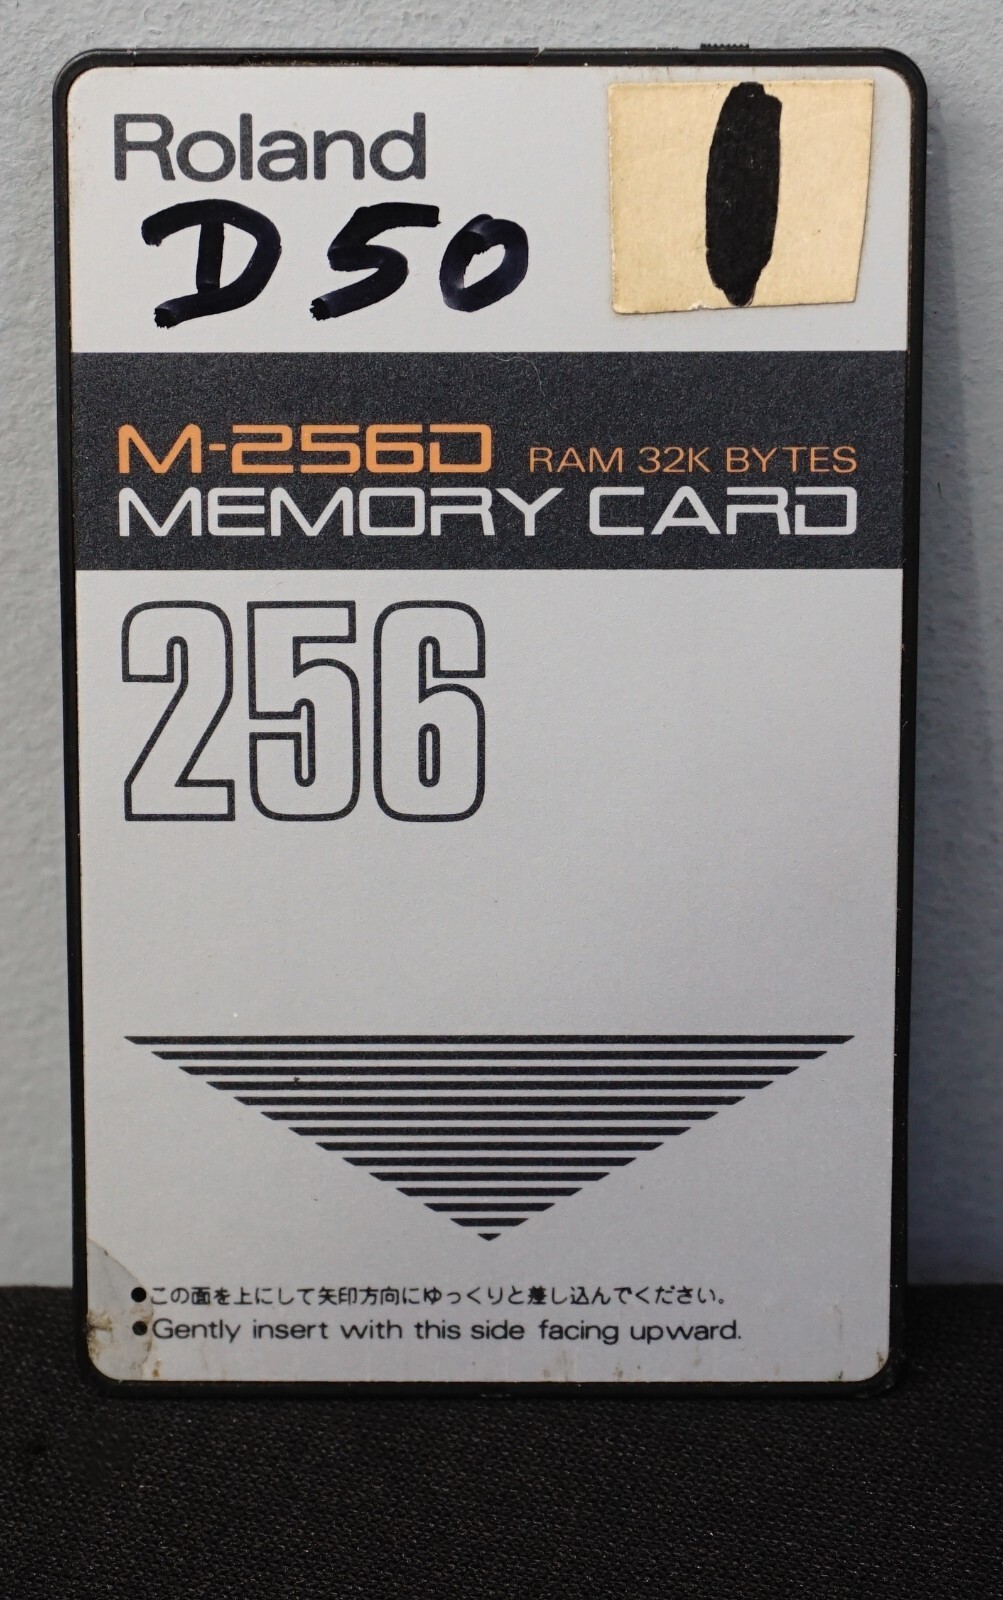 Roland
D50
M-256D RAM 32K BYTES
MEMORY CARD
256
●この面を上にして矢印方向にゆっくりと差し込んでください。
●Gently insert with this side facing upward.